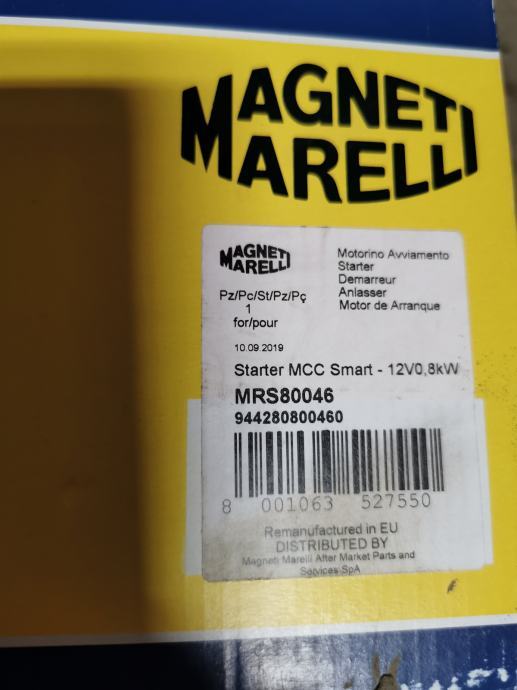 MAGNETI
MARELLI
MAGNETI
MARELLI
Motorino Avviamento
Starter
Demarreur
Anlasser
Motor de Arranque
Pz/Pc/St/Pz/Pç
1
for/pour
10.09.2019
Starter MCC Smart - 12V0,8kW
MRS80046
944280800460
8 001063 527550
Remanufactured in EU
DISTRIBUTED BY
Magneti Marelli After Market Parts and
Services SpA